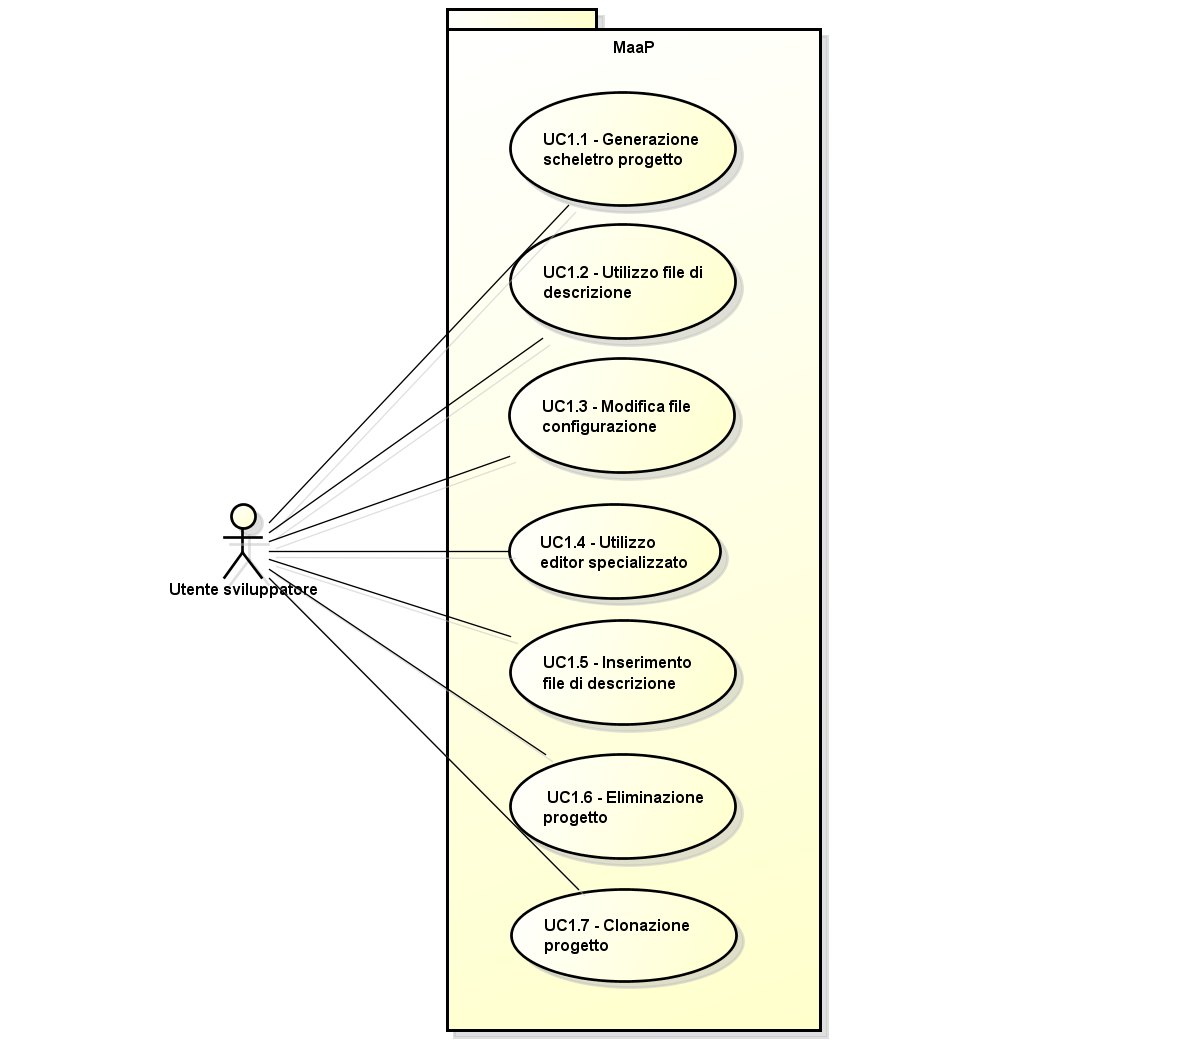 MaaP
UC1.1 - Generazione
scheletro progetto
UC1.2 - Utilizzo file di
descrizione
UC1.3 - Modifica file
configurazione
UC1.4 - Utilizzo
editor specializzato
Utente sviluppatore
UC1.5 - Inserimento
file di descrizione
UC1.6 - Eliminazione
progetto
UC1.7 - Clonazione
progetto